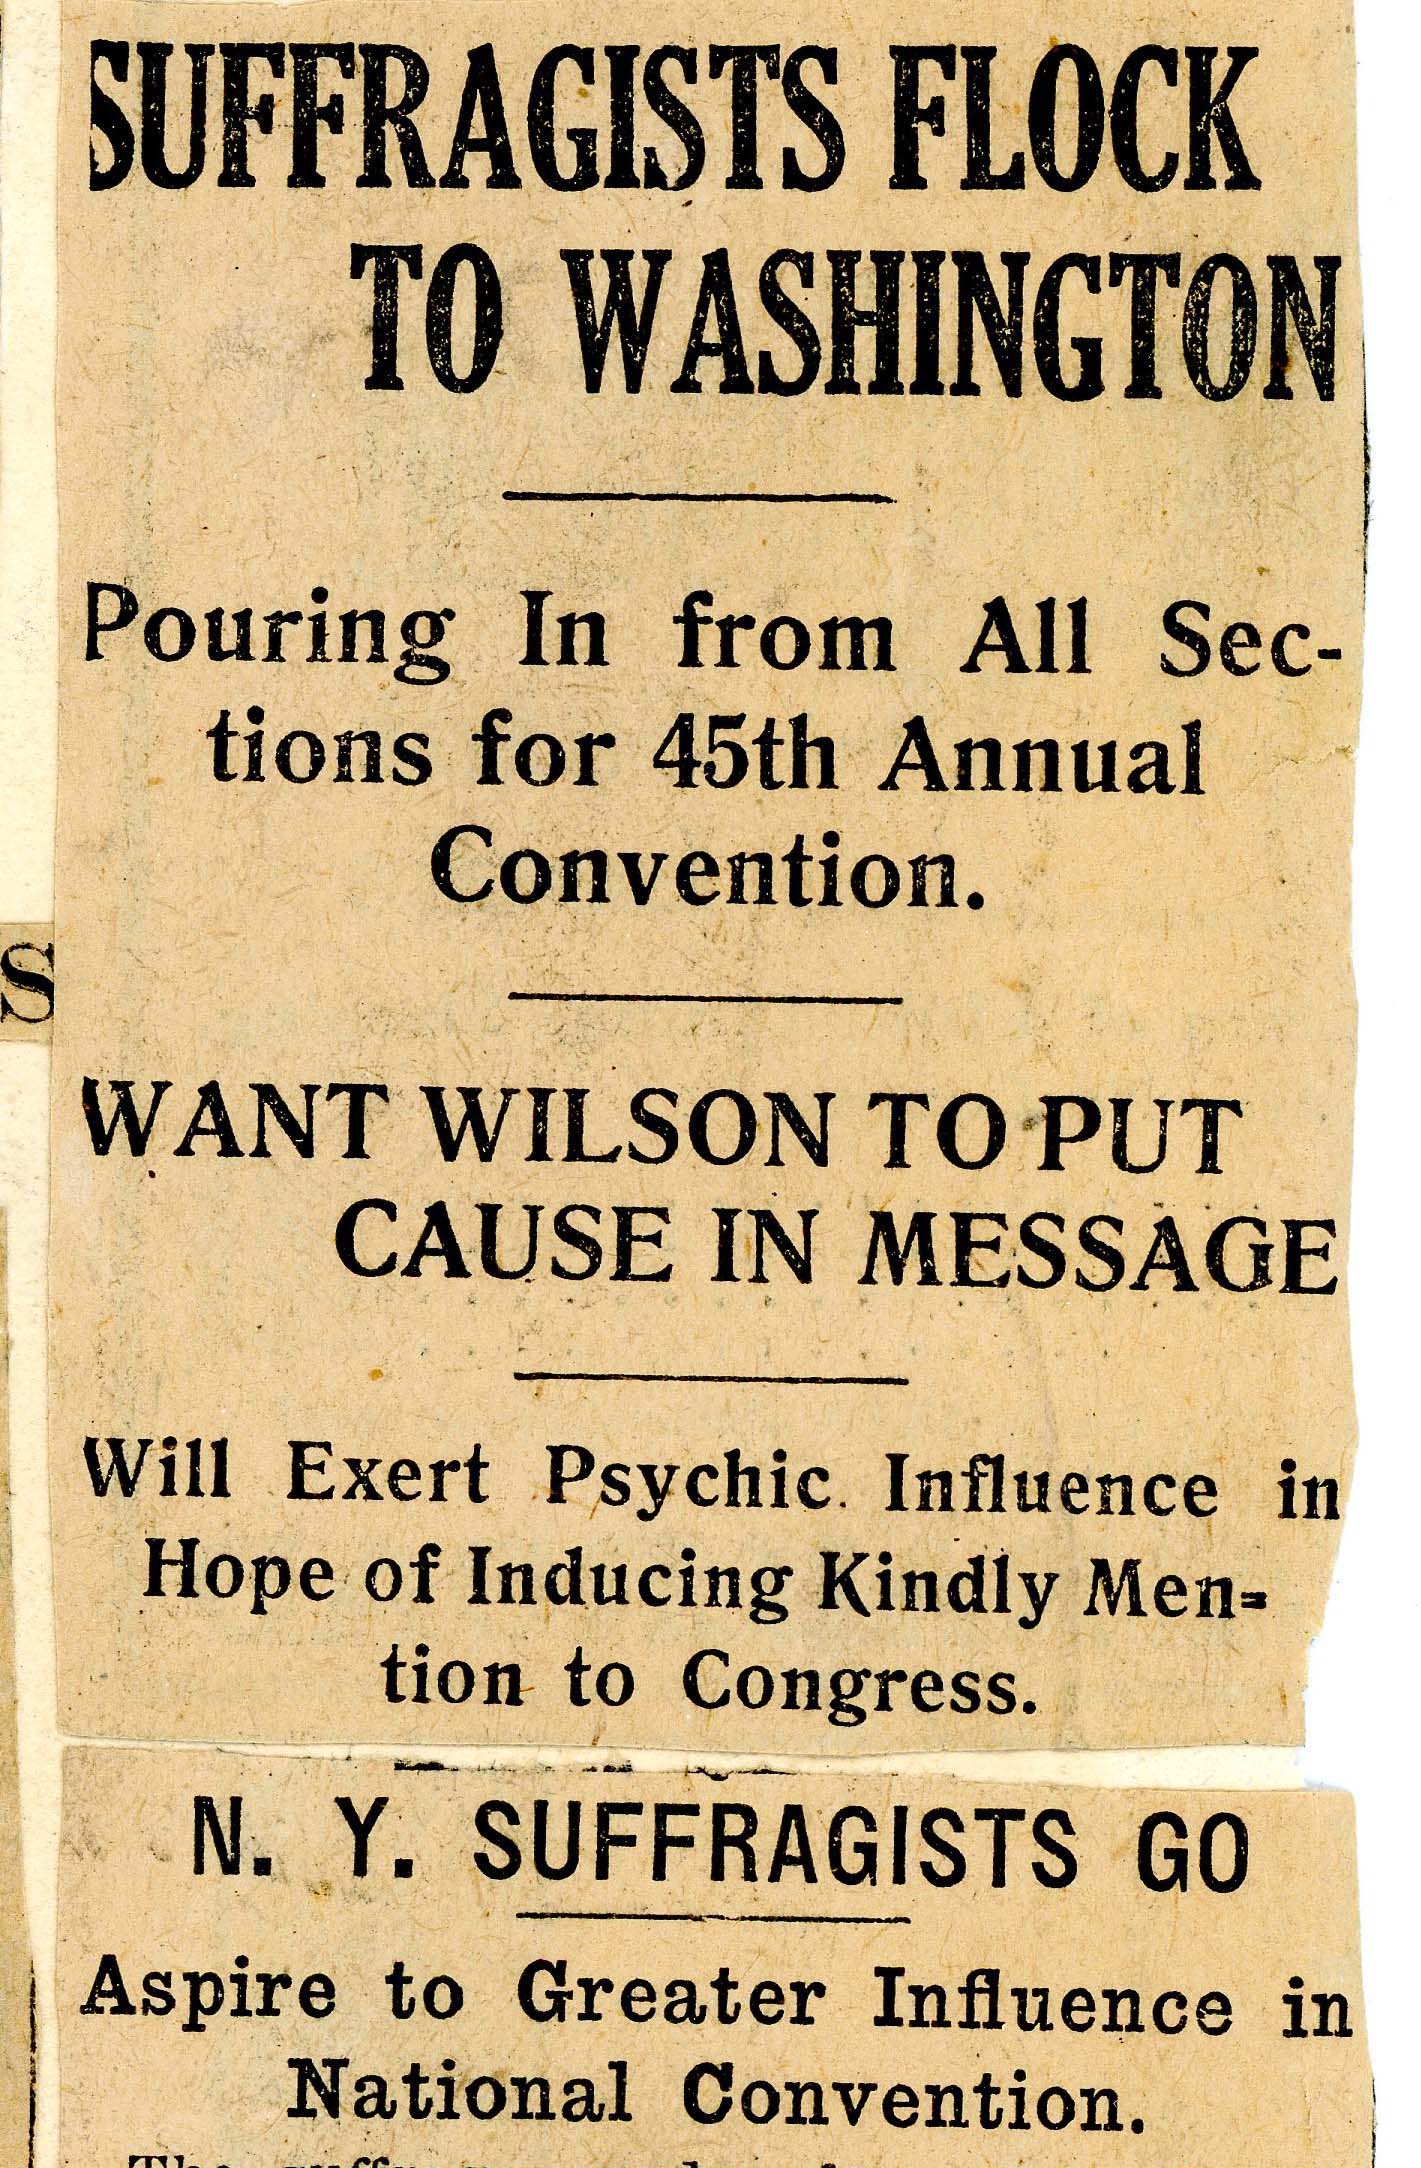 SUFFRAGISTS FLOCK
TO WASHINGTON
Pouring In from All Sec-
tions for 45th Annual
Convention.
S
WANT WILSON TO PUT
CAUSE IN MESSAGE
Will Exert Psychic Influence in
Hope of Inducing Kindly Men-
tion to Congress.
N. Y. SUFFRAGISTS GO
Aspire to Greater Influence in
National Convention.
The